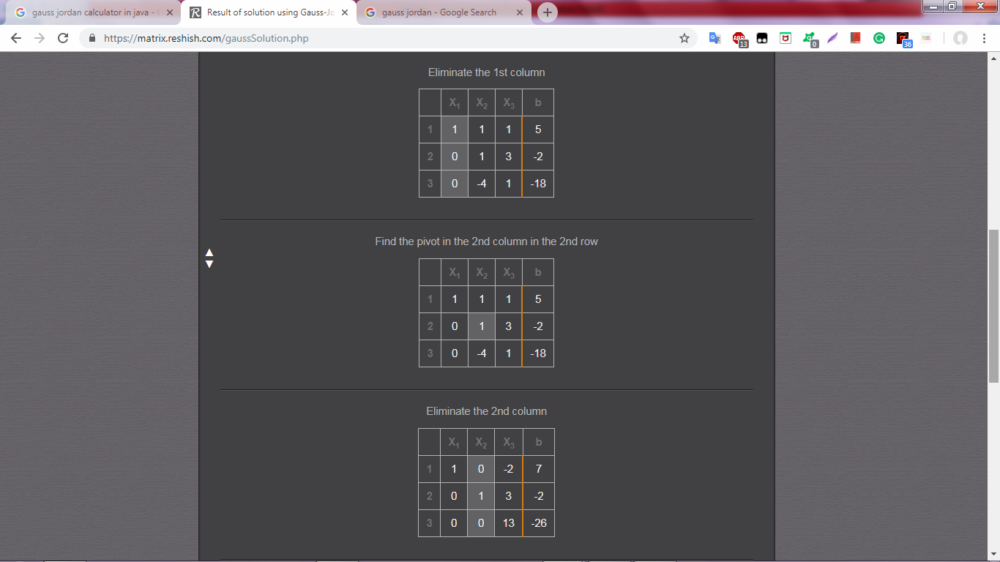 gauss jordan calculator in java -
Result of solution using Gauss-Jo
gauss jordan - Google Search
https://matrix.reshish.com/gaussSolution.php
ABP 13 0 36
Eliminate the 1st column
X1 X2 X3 b
1 1 1 1 5
2 0 1 3 -2
3 0 -4 1 -18
Find the pivot in the 2nd column in the 2nd row
X1 X2 X3 b
1 1 1 1 5
2 0 1 3 -2
3 0 -4 1 -18
Eliminate the 2nd column
X1 X2 X3 b
1 1 0 -2 7
2 0 1 3 -2
3 0 0 13 -26